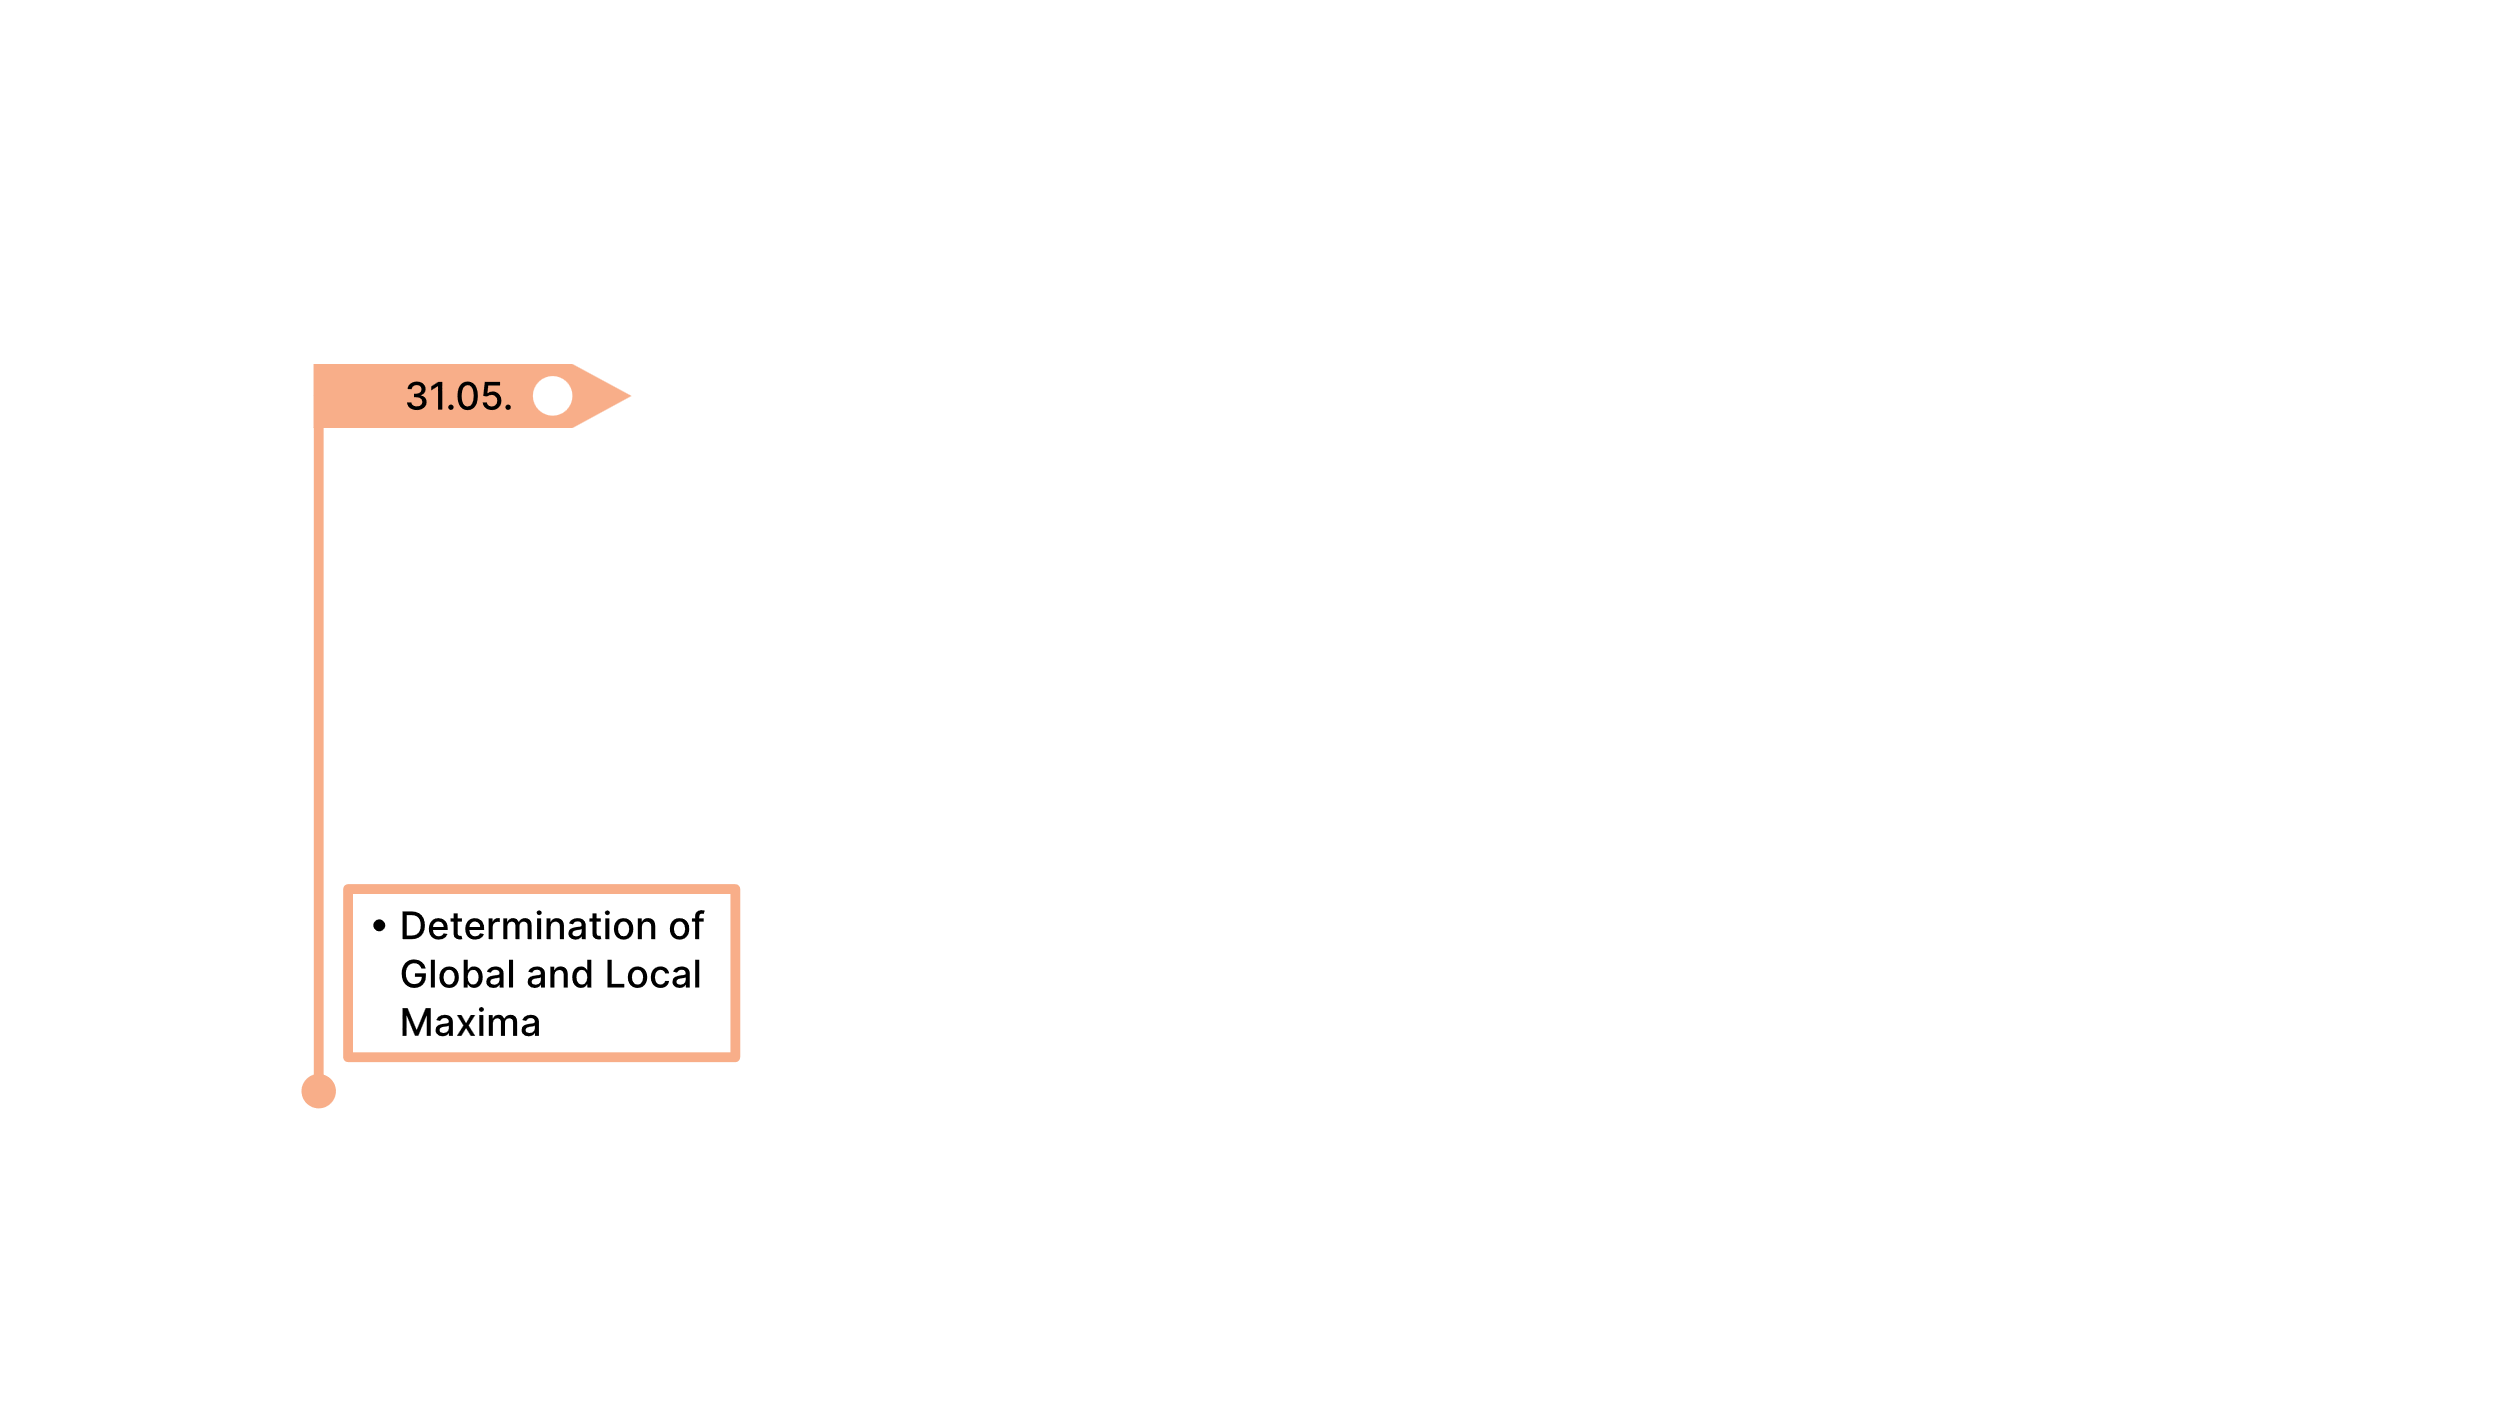 31.05.
• Determination of
Global and Local
Maxima